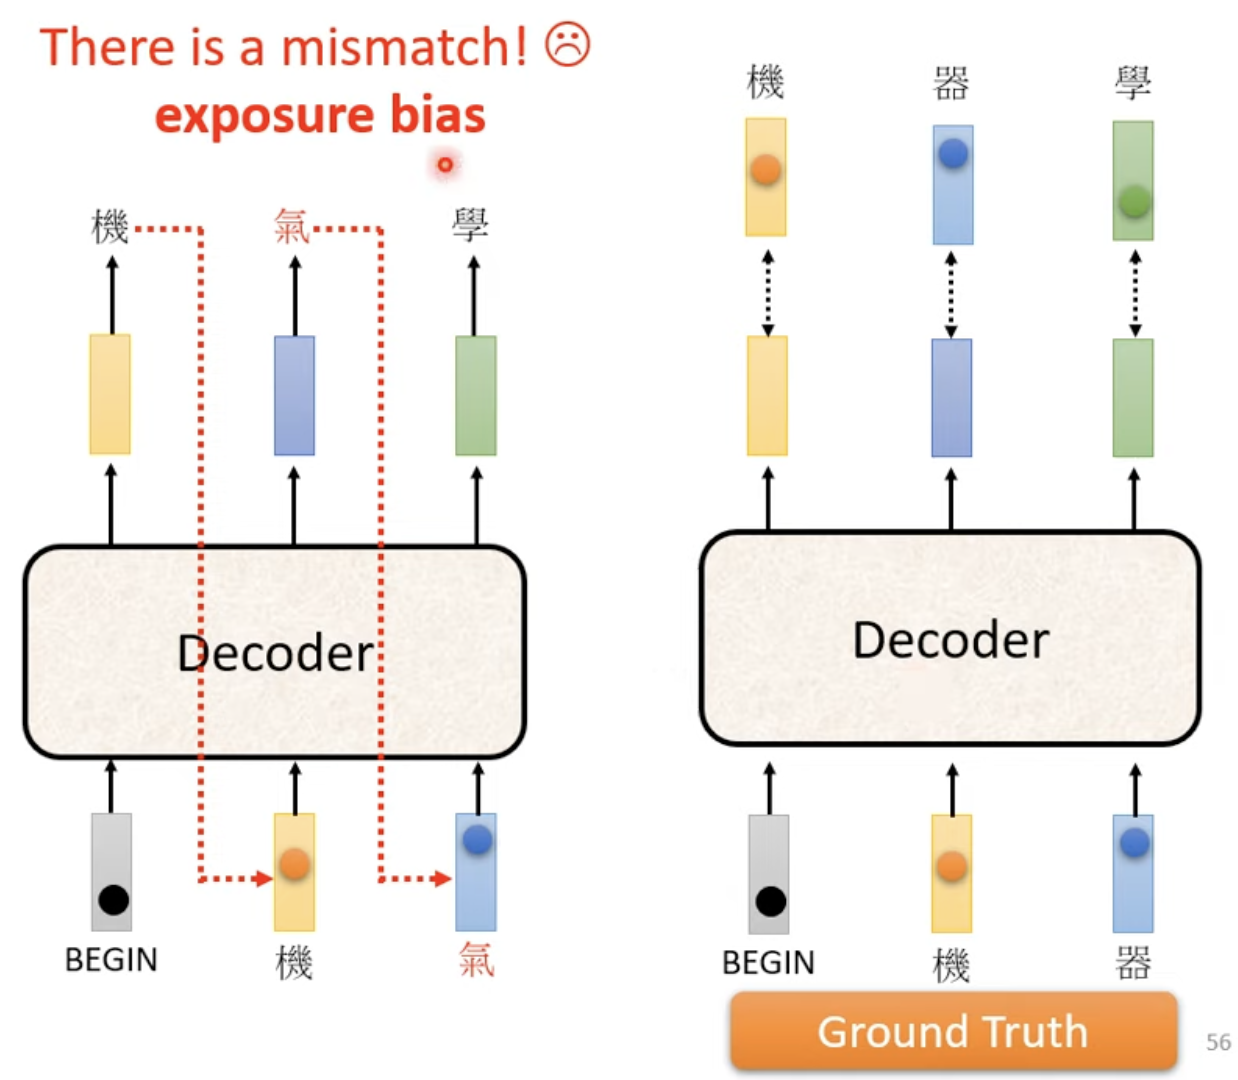 There is a mismatch! ☹
exposure bias
機 氣 學
Decoder
BEGIN 機 氣
機 器 學
Decoder
BEGIN 機 器
Ground Truth
56